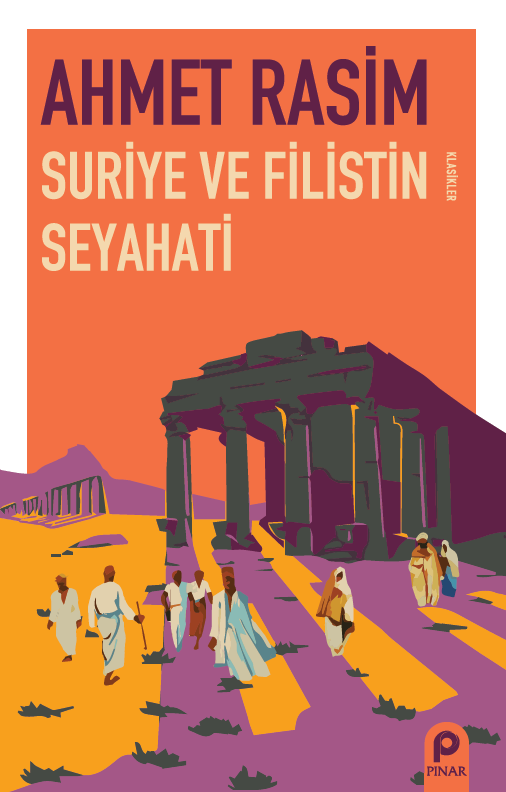 AHMET RASİM
SURİYE VE FİLİSTİN
SEYAHATİ
KLASİKLER
PINAR